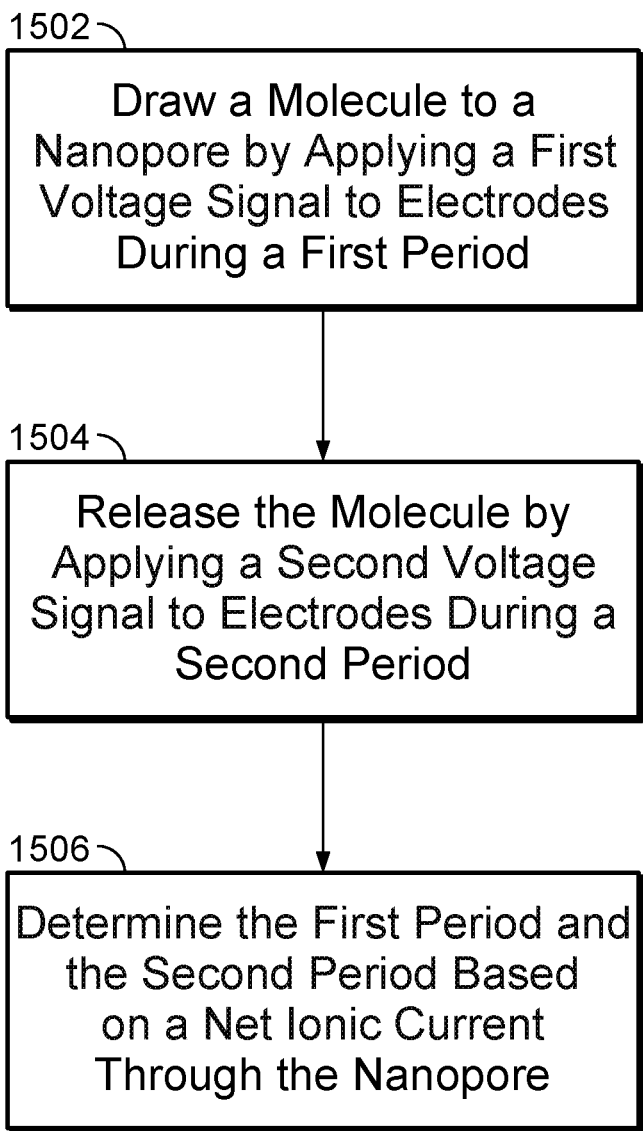 1502
Draw a Molecule to a
Nanopore by Applying a First
Voltage Signal to Electrodes
During a First Period
1504
Release the Molecule by
Applying a Second Voltage
Signal to Electrodes During a
Second Period
1506
Determine the First Period and
the Second Period Based
on a Net Ionic Current
Through the Nanopore